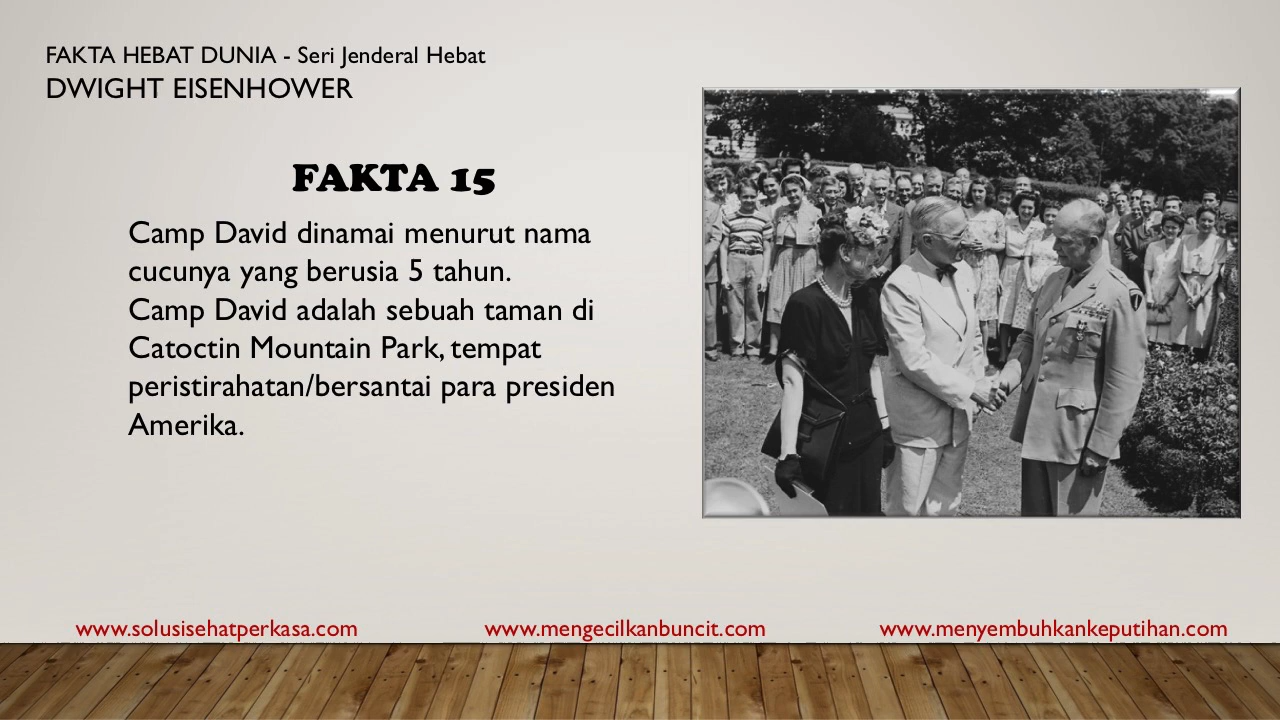 FAKTA HEBAT DUNIA - Seri Jenderal Hebat
DWIGHT EISENHOWER
FAKTA 15
Camp David dinamai menurut nama
cucunya yang berusia 5 tahun.
Camp David adalah sebuah taman di
Catoctin Mountain Park, tempat
peristirahatan/bersantai para presiden
Amerika.
www.solusisehatperkasa.com
www.mengecilkanbuncit.com
www.menyembuhkankeputihan.com